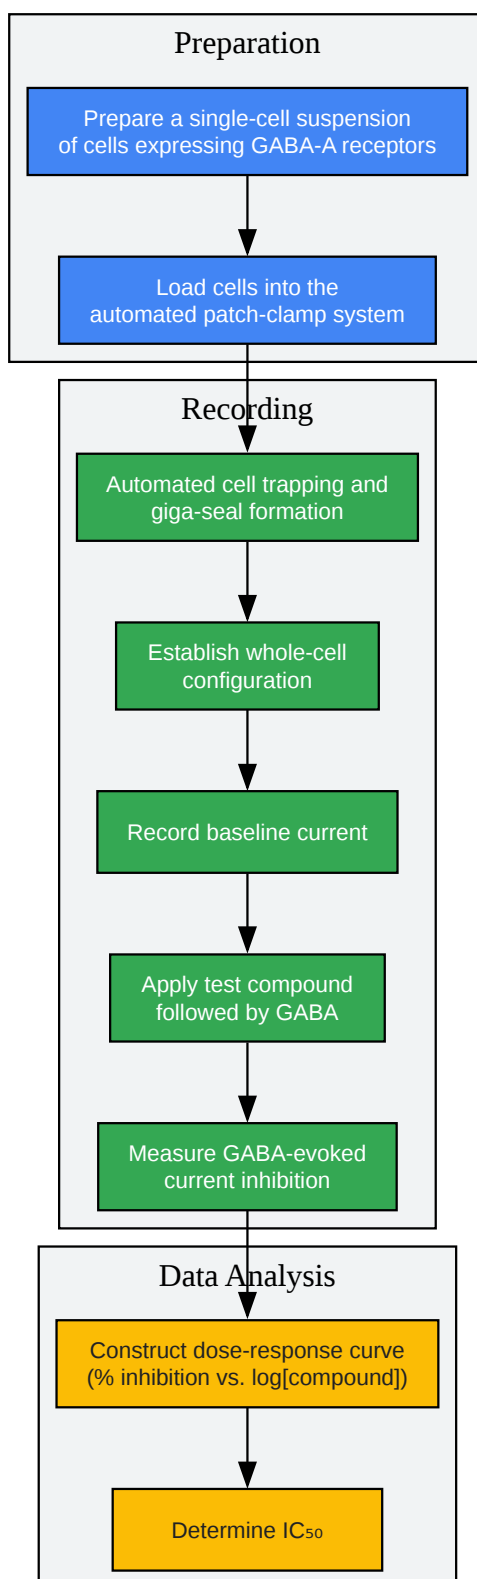 Preparation
Prepare a single-cell suspension
of cells expressing GABA-A receptors
Load cells into the
automated patch-clamp system
Recording
Automated cell trapping and
giga-seal formation
Establish whole-cell
configuration
Record baseline current
Apply test compound
followed by GABA
Measure GABA-evoked
current inhibition
Data Analysis
Construct dose-response curve
(% inhibition vs. log[compound])
Determine IC₅₀